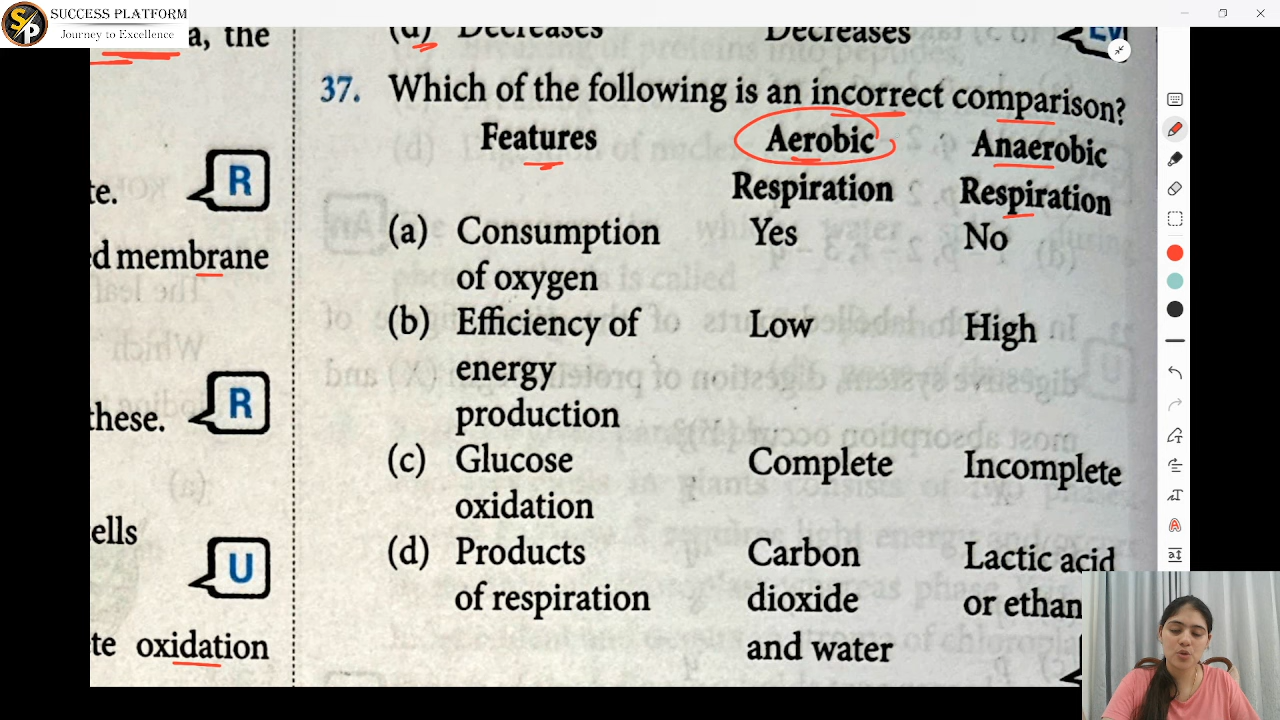 SUCCESS PLATFORM
Journey to Excellence
a, the
(d) Decreases Decreases
37. Which of the following is an incorrect comparison?
Features Aerobic Anaerobic
Respiration Respiration
te. R
(a) Consumption Yes No
d membrane
of oxygen
(b) Efficiency of Low High
energy
R
these. production
(c) Glucose Complete Incomplete
oxidation
ells
(d) Products Carbon Lactic acid
U
of respiration dioxide or ethan
te oxidation and water